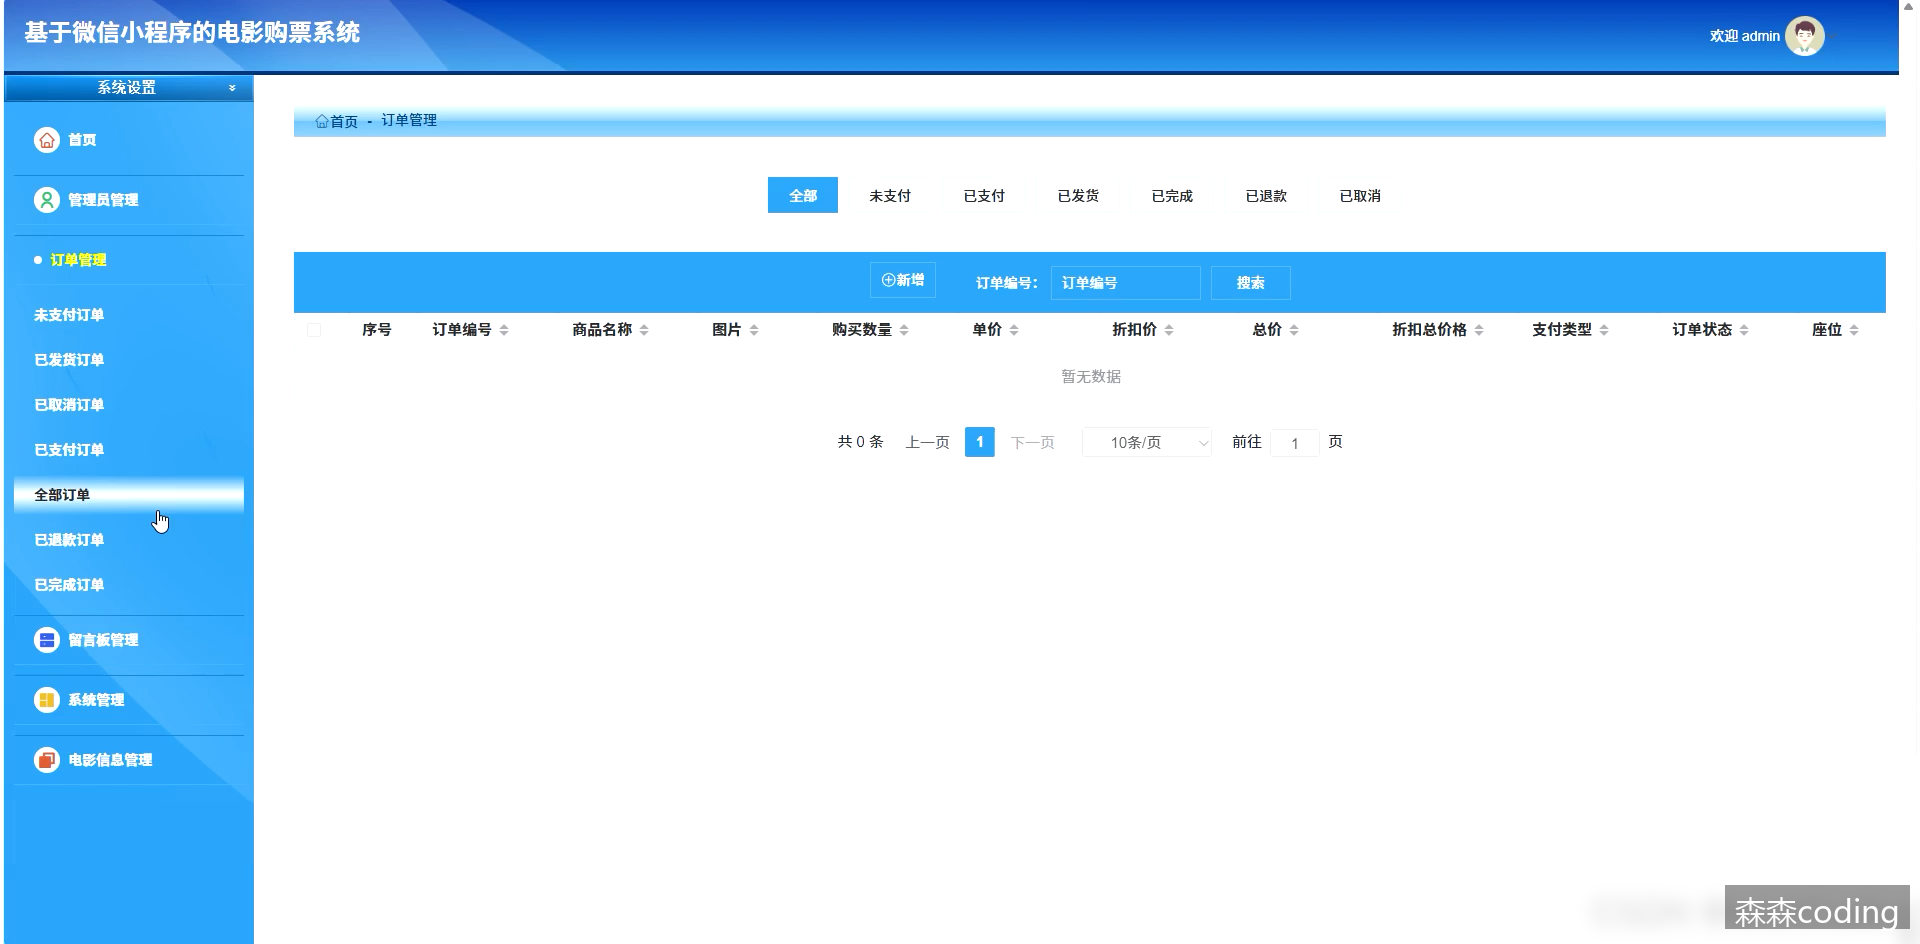 基于微信小程序的电影购票系统
欢迎 admin
系统设置
首页
管理员管理
订单管理
未支付订单
已发货订单
已取消订单
已支付订单
全部订单
已退款订单
已完成订单
留言板管理
系统管理
电影信息管理
首页 - 订单管理
全部 未支付 已支付 已发货 已完成 已退款 已取消
新增 订单编号： 订单编号 搜索
序号 订单编号 商品名称 图片 购买数量 单价 折扣价 总价 折扣总价格 支付类型 订单状态 座位
暂无数据
共 0 条 上一页 1 下一页 10条/页 前往 1 页
森森coding